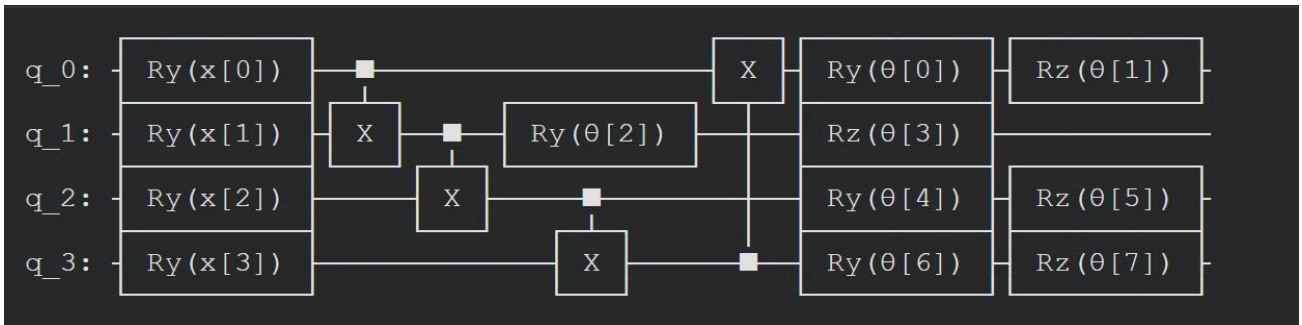 q_0: Ry(x[0]) X Ry(θ[0]) Rz(θ[1])
q_1: Ry(x[1]) X Ry(θ[2]) Rz(θ[3])
q_2: Ry(x[2]) X Ry(θ[4]) Rz(θ[5])
q_3: Ry(x[3]) X Ry(θ[6]) Rz(θ[7])